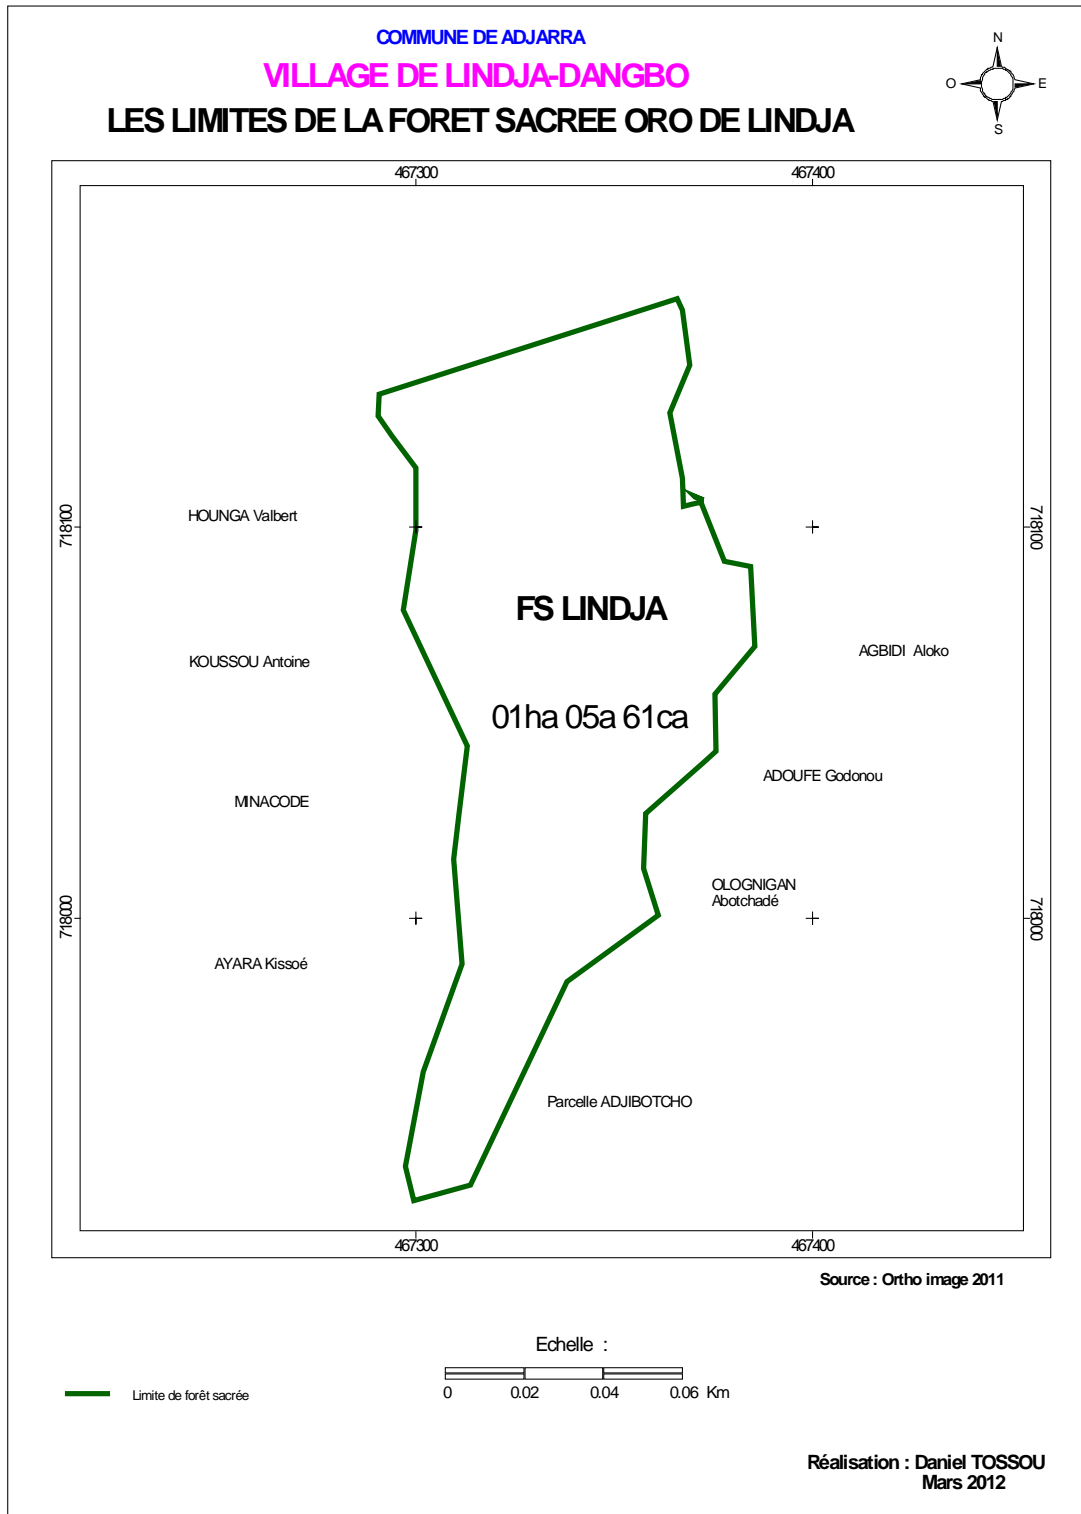 COMMUNE DE ADJARRA
VILLAGE DE LINDJA-DANGBO
LES LIMITES DE LA FORET SACREE ORO DE LINDJA
N
O
E
S
467300
467400
HOUNGA Valbert
718100
718100
FS LINDJA
KOUSSOU Antoine
AGBIDI Aloko
01ha 05a 61ca
ADOUFE Godonou
MINACODE
OLOGNIGAN
Abotchadé
718000
718000
AYARA Kissoé
Parcelle ADJIBOTCHO
467300
467400
Source : Ortho image 2011
Echelle :
0 0.02 0.04 0.06 Km
Limite de forêt sacrée
Réalisation : Daniel TOSSOU
Mars 2012